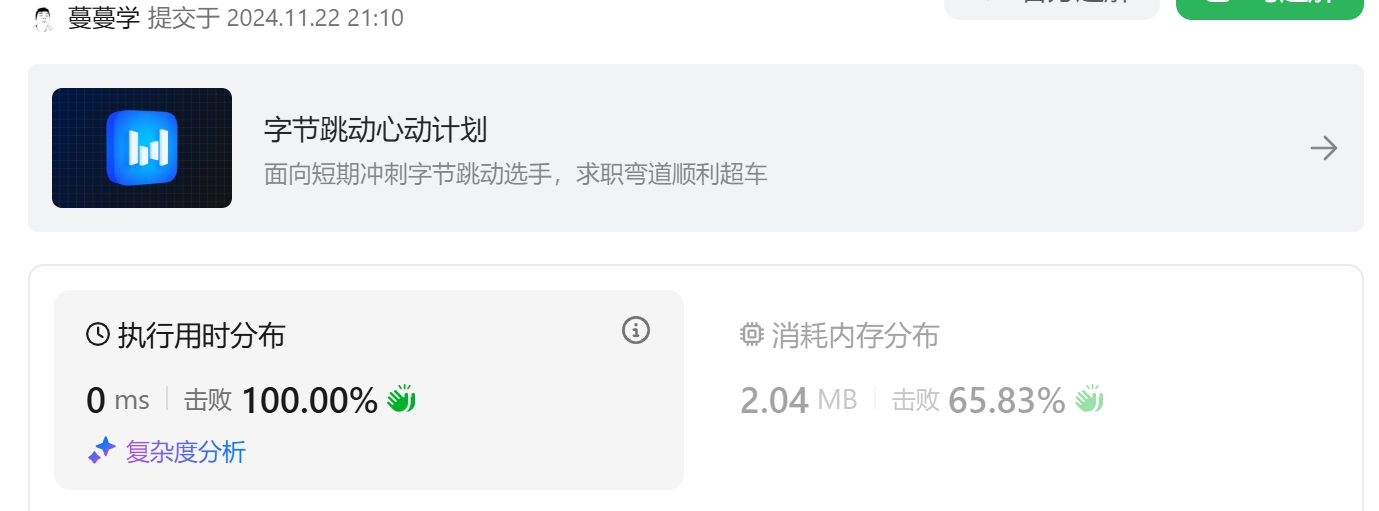 蔓蔓学 提交于 2024.11.22 21:10
字节跳动心动计划
面向短期冲刺字节跳动选手，求职弯道顺利超车
执行用时分布
0 ms 击败 100.00%
复杂度分析
消耗内存分布
2.04 MB 击败 65.83%